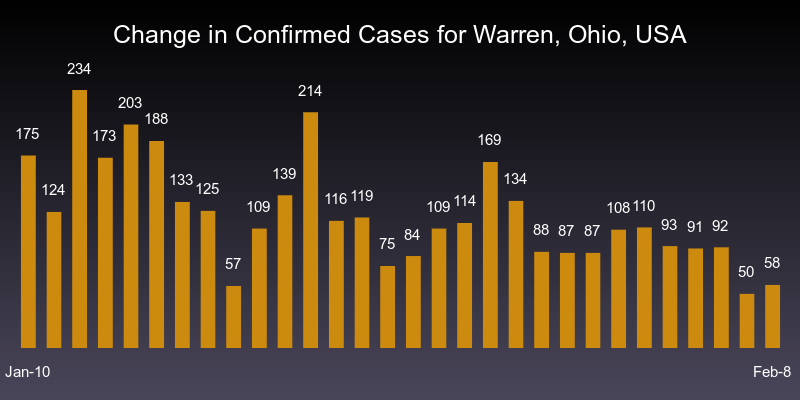 Change in Confirmed Cases for Warren, Ohio, USA
175 124 234 173 203 188 133 125 57 109 139 214 116 119 75 84 109 114 169 134 88 87 87 108 110 93 91 92 50 58
Jan-10 Feb-8